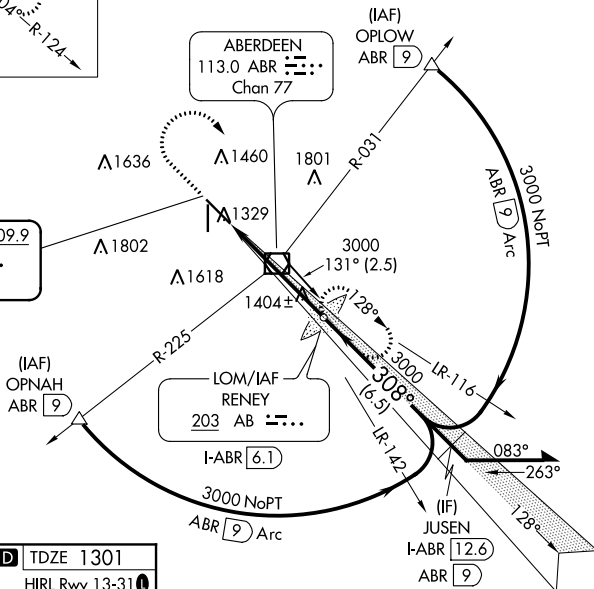 04°
R-124
(IAF)
OPLOW
ABR 9
ABERDEEN
113.0 ABR
Chan 77
R-031
3000 NoPT
ABR 9 Arc
1636
1460
1801
1329
09.9
1802
1618
3000
131° (2.5)
1404±
128°
R-225
(IAF)
OPNAH
ABR 9
LOM/IAF
RENEY
203 AB
I-ABR 6.1
3000
308°
(6.5)
LR-116
LR-142
083°
263°
3000 NoPT
ABR 9 Arc
(IF)
JUSEN
I-ABR 12.6
ABR 9
128°
D TDZE 1301
HIRL Rwy 13-31 L